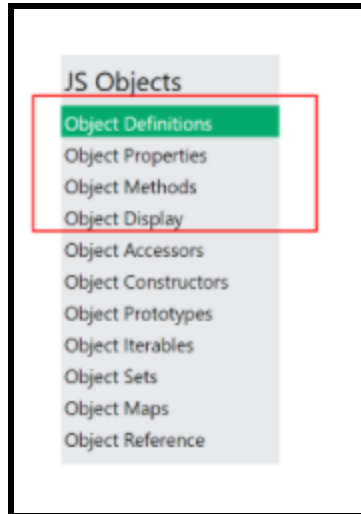 JS Objects
Object Definitions
Object Properties
Object Methods
Object Display
Object Accessors
Object Constructors
Object Prototypes
Object Iterables
Object Sets
Object Maps
Object Reference